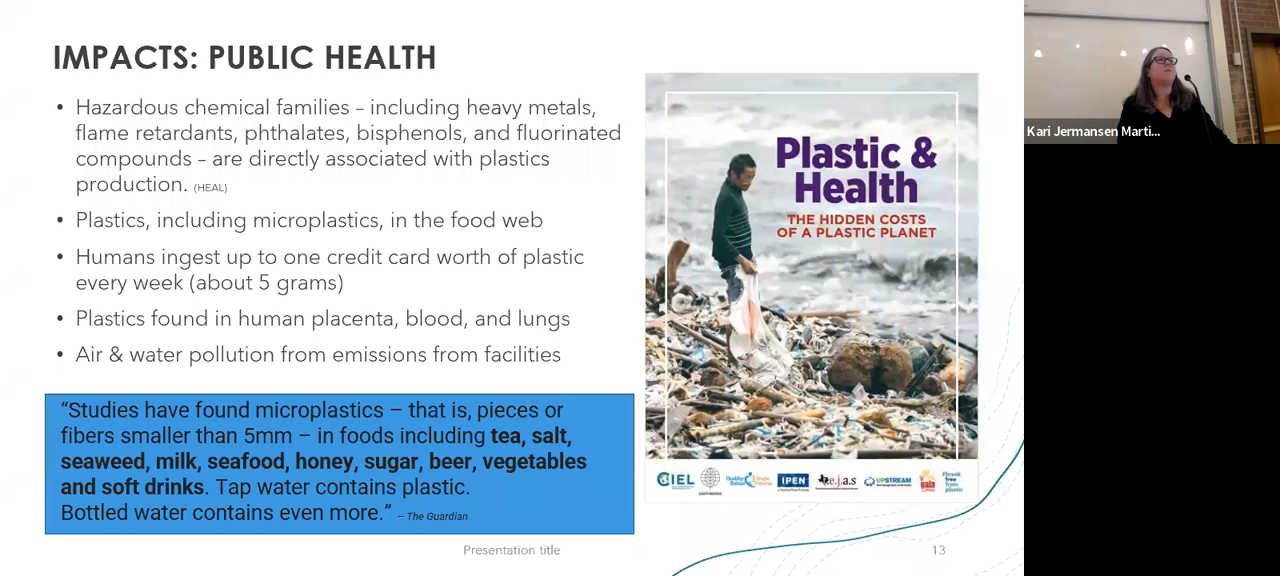 IMPACTS: PUBLIC HEALTH
• Hazardous chemical families – including heavy metals,
flame retardants, phthalates, bisphenols, and fluorinated
compounds – are directly associated with plastics
production. (HEAL)
• Plastics, including microplastics, in the food web
• Humans ingest up to one credit card worth of plastic
every week (about 5 grams)
• Plastics found in human placenta, blood, and lungs
• Air & water pollution from emissions from facilities
“Studies have found microplastics – that is, pieces or
fibers smaller than 5mm – in foods including tea, salt,
seaweed, milk, seafood, honey, sugar, beer, vegetables
and soft drinks. Tap water contains plastic.
Bottled water contains even more.” – The Guardian
Plastic &
Health
THE HIDDEN COSTS
OF A PLASTIC PLANET
CIEL
IPEN
t.e.j.a.s
UPSTREAM
gaia
break
free
from
plastic
Presentation title
13
Kari Jermansen Marti...